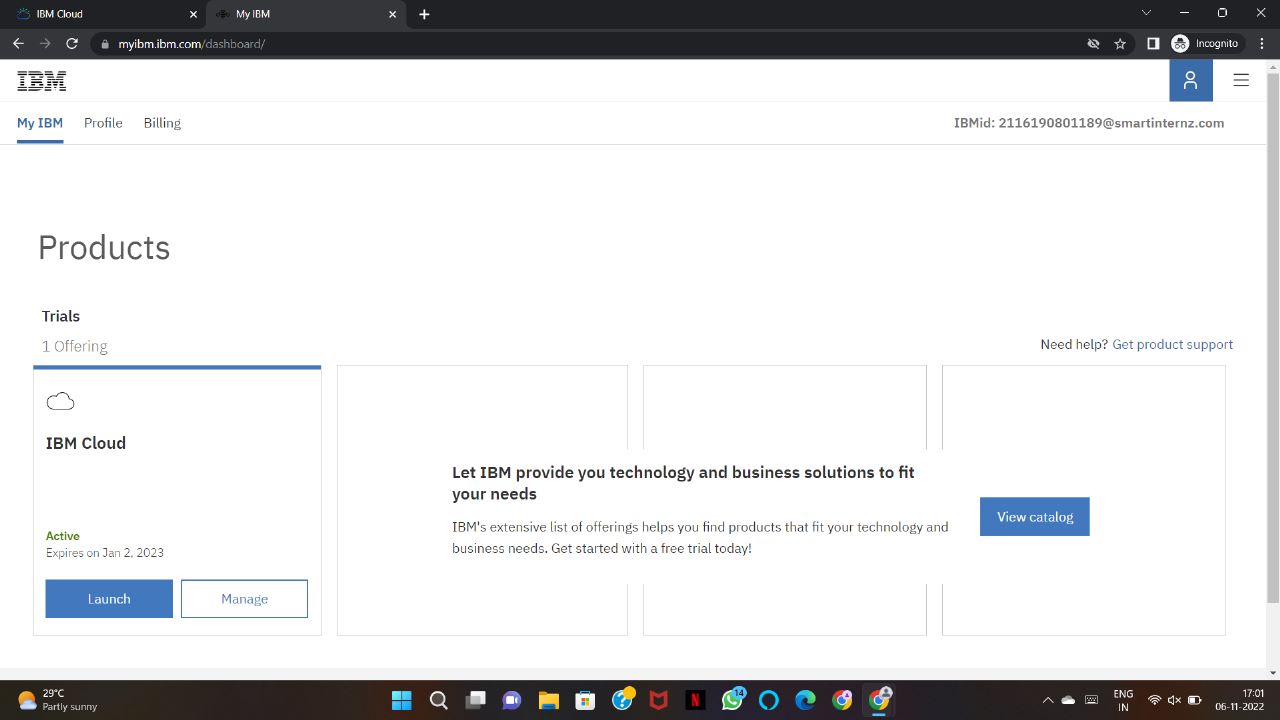 IBM Cloud
My IBM
myibm.ibm.com/dashboard/
Incognito
IBM
My IBM Profile Billing
IBMid: 2116190801189@smartinternz.com
Products
Trials
1 Offering
Need help? Get product support
IBM Cloud
Active
Expires on Jan 2, 2023
Launch
Manage
Let IBM provide you technology and business solutions to fit
your needs
IBM's extensive list of offerings helps you find products that fit your technology and
business needs. Get started with a free trial today!
View catalog
29°C
Partly sunny
14
ENG
IN
17:01
06-11-2022